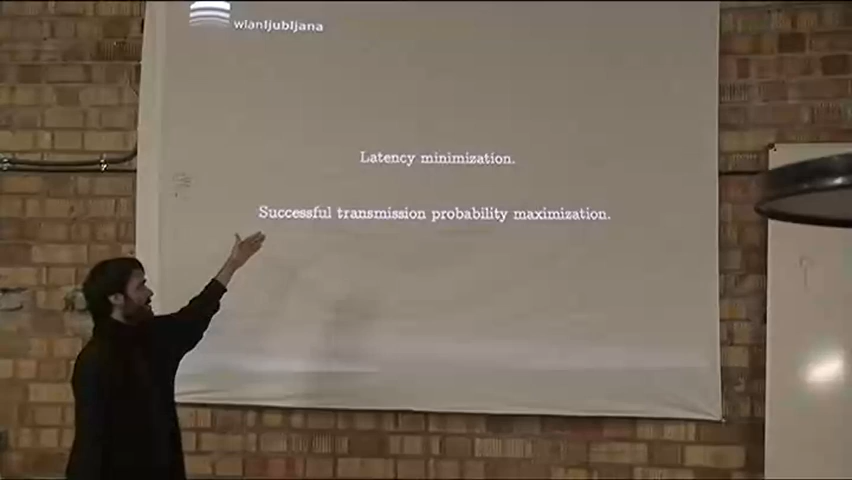 wlanljubljana
Latency minimization.
Successful transmission probability maximization.